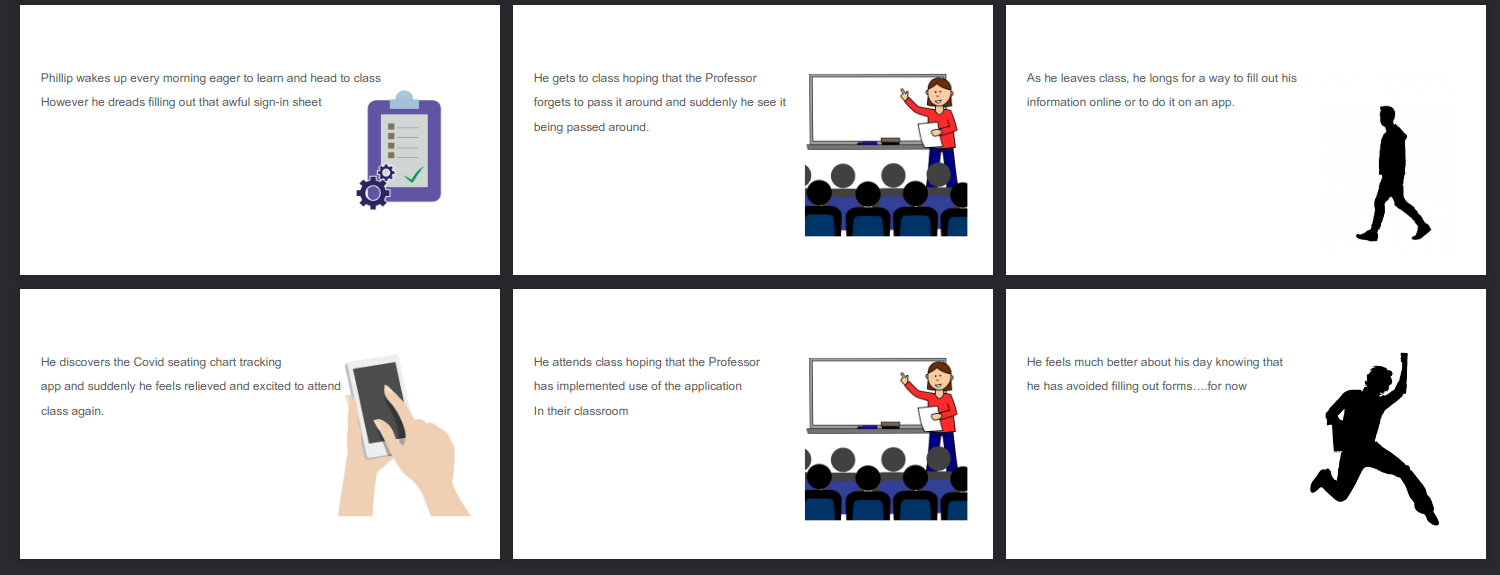 Phillip wakes up every morning eager to learn and head to class
However he dreads filling out that awful sign-in sheet
He gets to class hoping that the Professor
forgets to pass it around and suddenly he see it
being passed around.
As he leaves class, he longs for a way to fill out his
information online or to do it on an app.
He discovers the Covid seating chart tracking
app and suddenly he feels relieved and excited to attend
class again.
He attends class hoping that the Professor
has implemented use of the application
In their classroom
He feels much better about his day knowing that
he has avoided filling out forms….for now